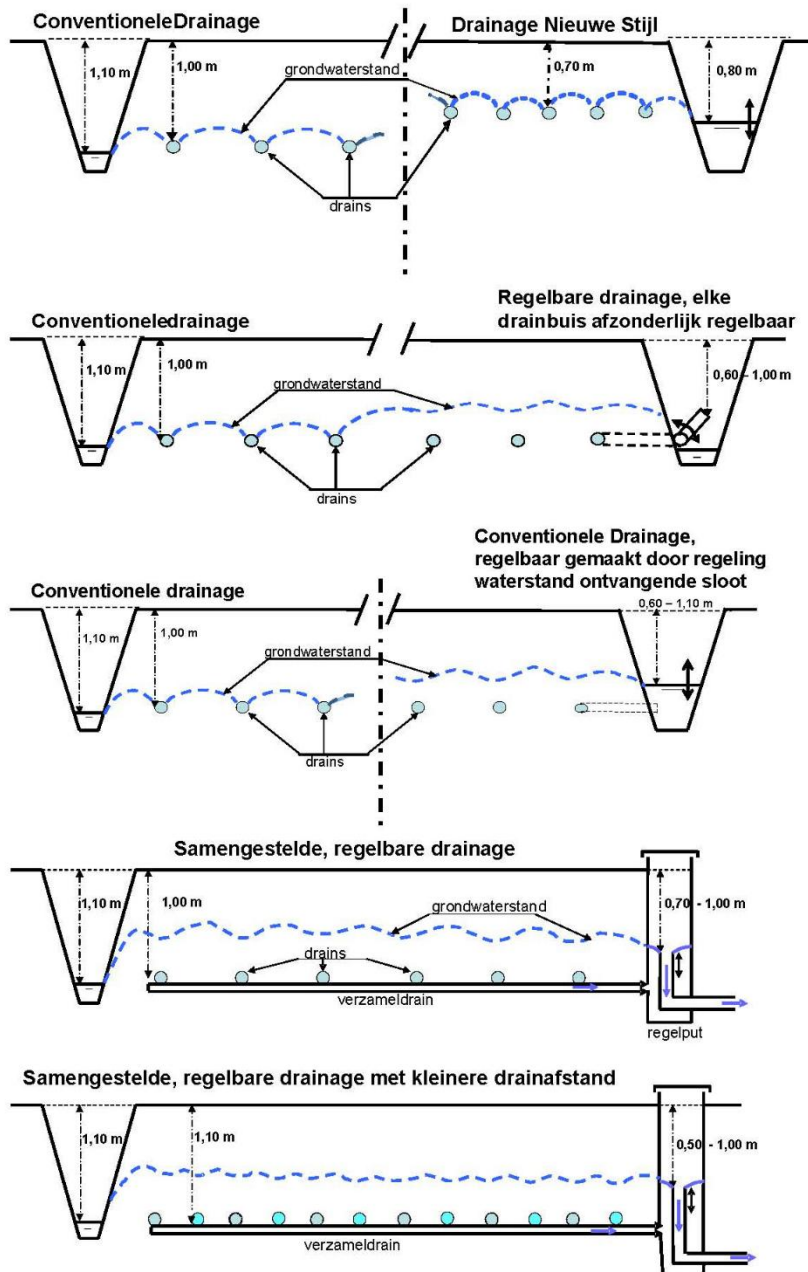 ConventioneleDrainage
Drainage Nieuwe Stijl
1,10 m
1,00 m
grondwaterstand
0,70 m
0,80 m
drains
Conventioneledrainage
Regelbare drainage, elke
drainbuis afzonderlijk regelbaar
1,10 m
1,00 m
grondwaterstand
0,60 – 1,00 m
drains
Conventionele drainage
Conventionele Drainage,
regelbaar gemaakt door regeling
waterstand ontvangende sloot
1,10 m
1,00 m
0,60 – 1,10 m
grondwaterstand
drains
Samengestelde, regelbare drainage
1,10 m
1,00 m
grondwaterstand
0,70 - 1,00 m
drains
verzameldrain
regelput
Samengestelde, regelbare drainage met kleinere drainafstand
1,10 m
1,10 m
0,50 - 1,00 m
verzameldrain